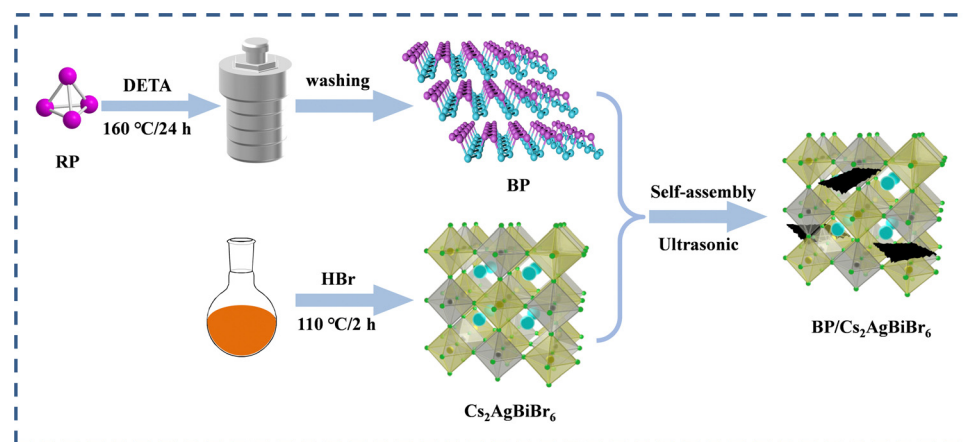 DETA
160 °C/24 h
RP
washing
BP
HBr
110 °C/2 h
Cs₂AgBiBr₆
Self-assembly
Ultrasonic
BP/Cs₂AgBiBr₆